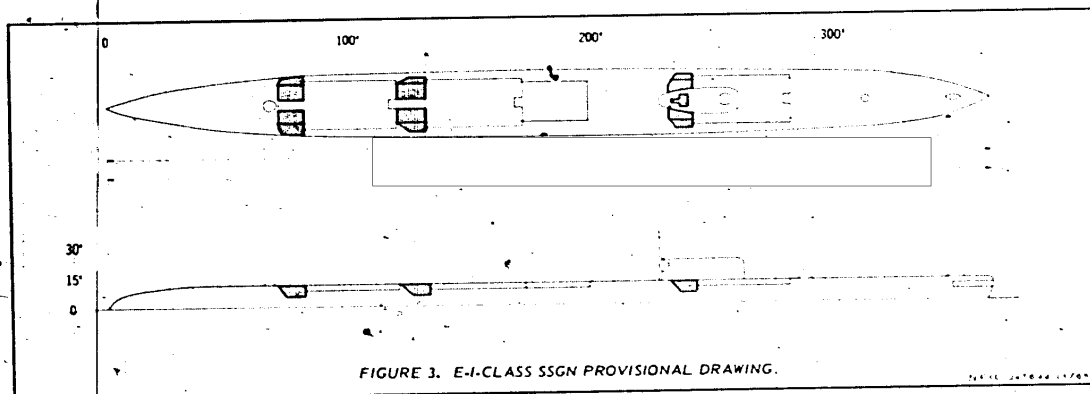 0 100' 200' 300'
30'
15'
0
FIGURE 3. E-I-CLASS SSGN PROVISIONAL DRAWING.